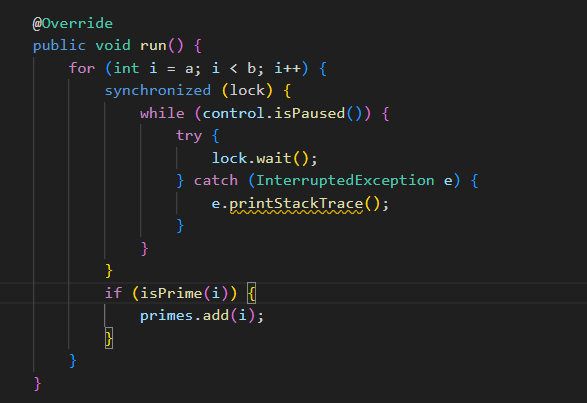 @Override
public void run() {
for (int i = a; i < b; i++) {
synchronized (lock) {
while (control.isPaused()) {
try {
lock.wait();
} catch (InterruptedException e) {
e.printStackTrace();
}
}
}
if (isPrime(i)) {
primes.add(i);
}
}
}